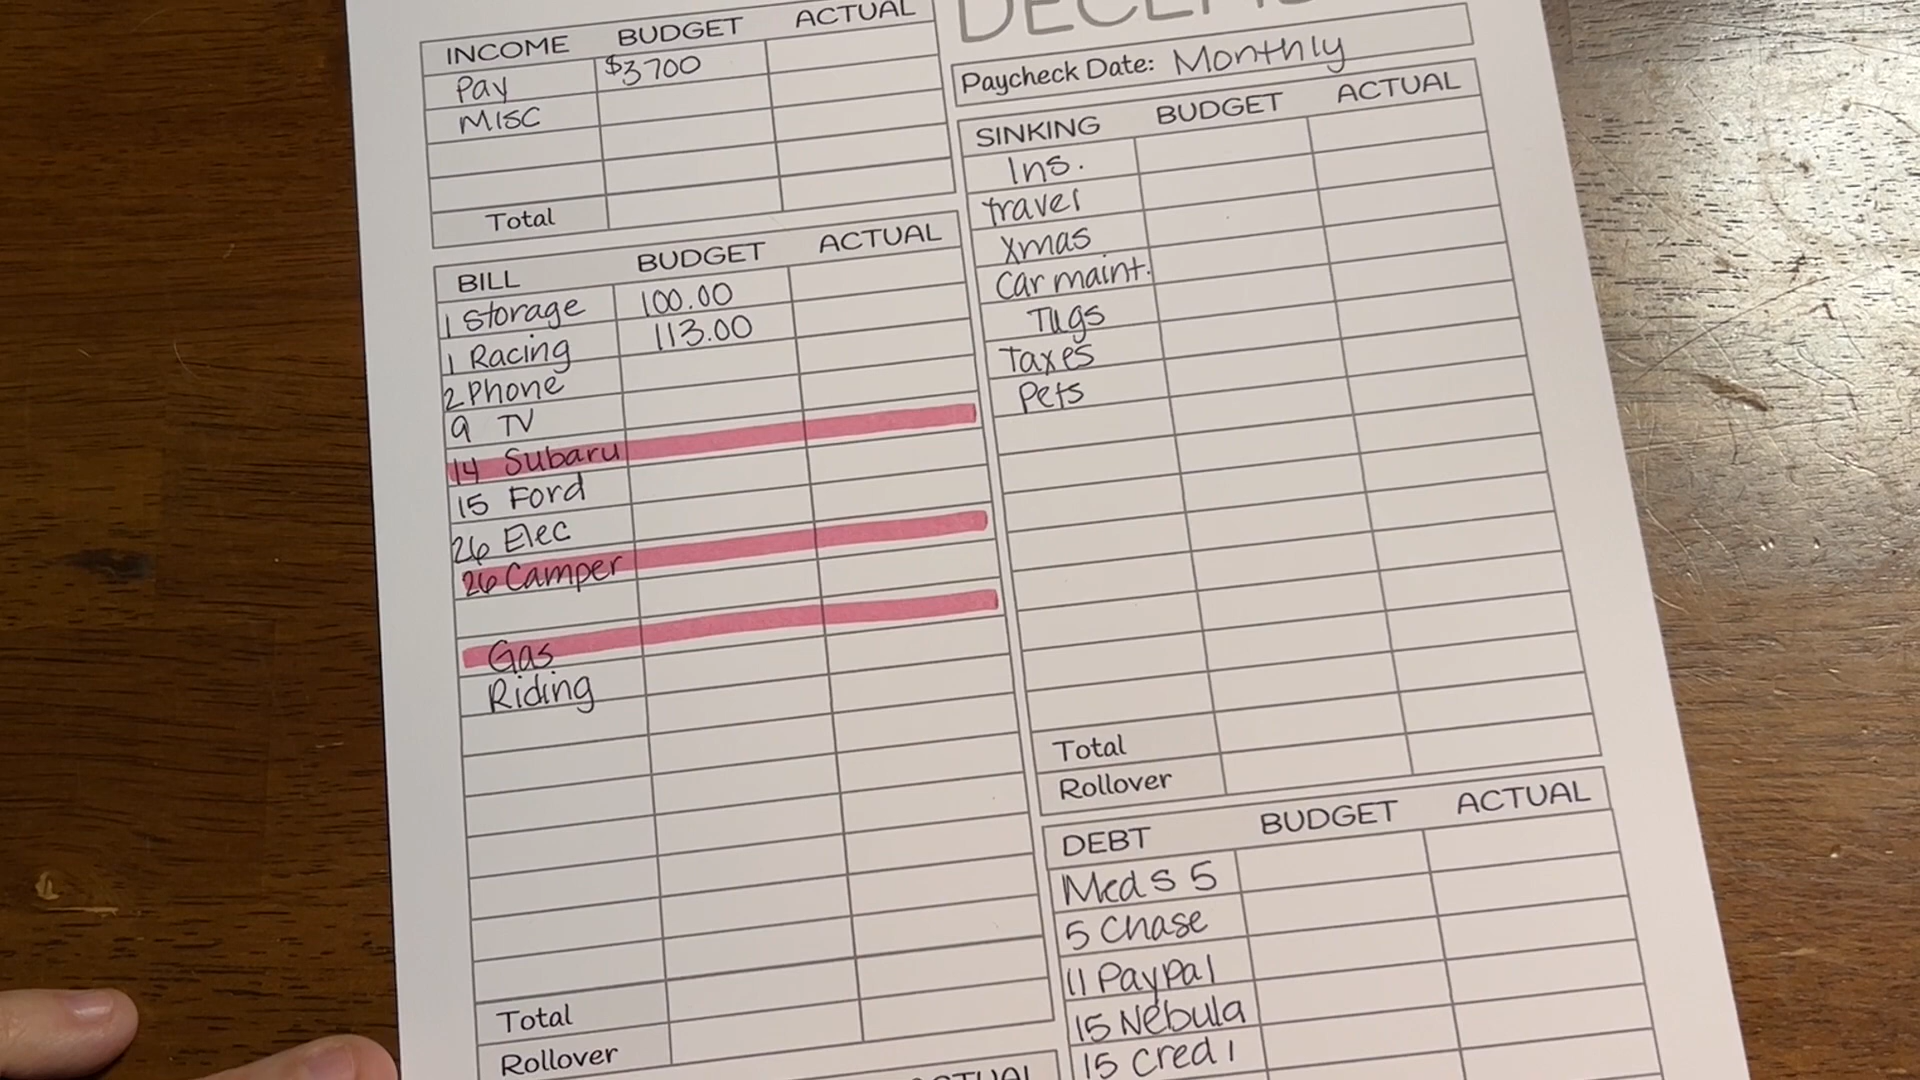 INCOME BUDGET ACTUAL
Pay $3700
MISC
Total
BILL BUDGET ACTUAL
1 Storage 100.00
1 Racing 113.00
2 Phone
9 TV
14 Subaru
15 Ford
26 Elec
26 Camper
Gas
Riding
Total
Rollover
ACTUAL
Paycheck Date: Monthly
SINKING BUDGET ACTUAL
Ins.
travel
Xmas
Car maint.
Tags
Taxes
Pets
Total
Rollover
DEBT BUDGET ACTUAL
Meds 5
5 Chase
11 PayPal
15 Nebula
15 Cred 1